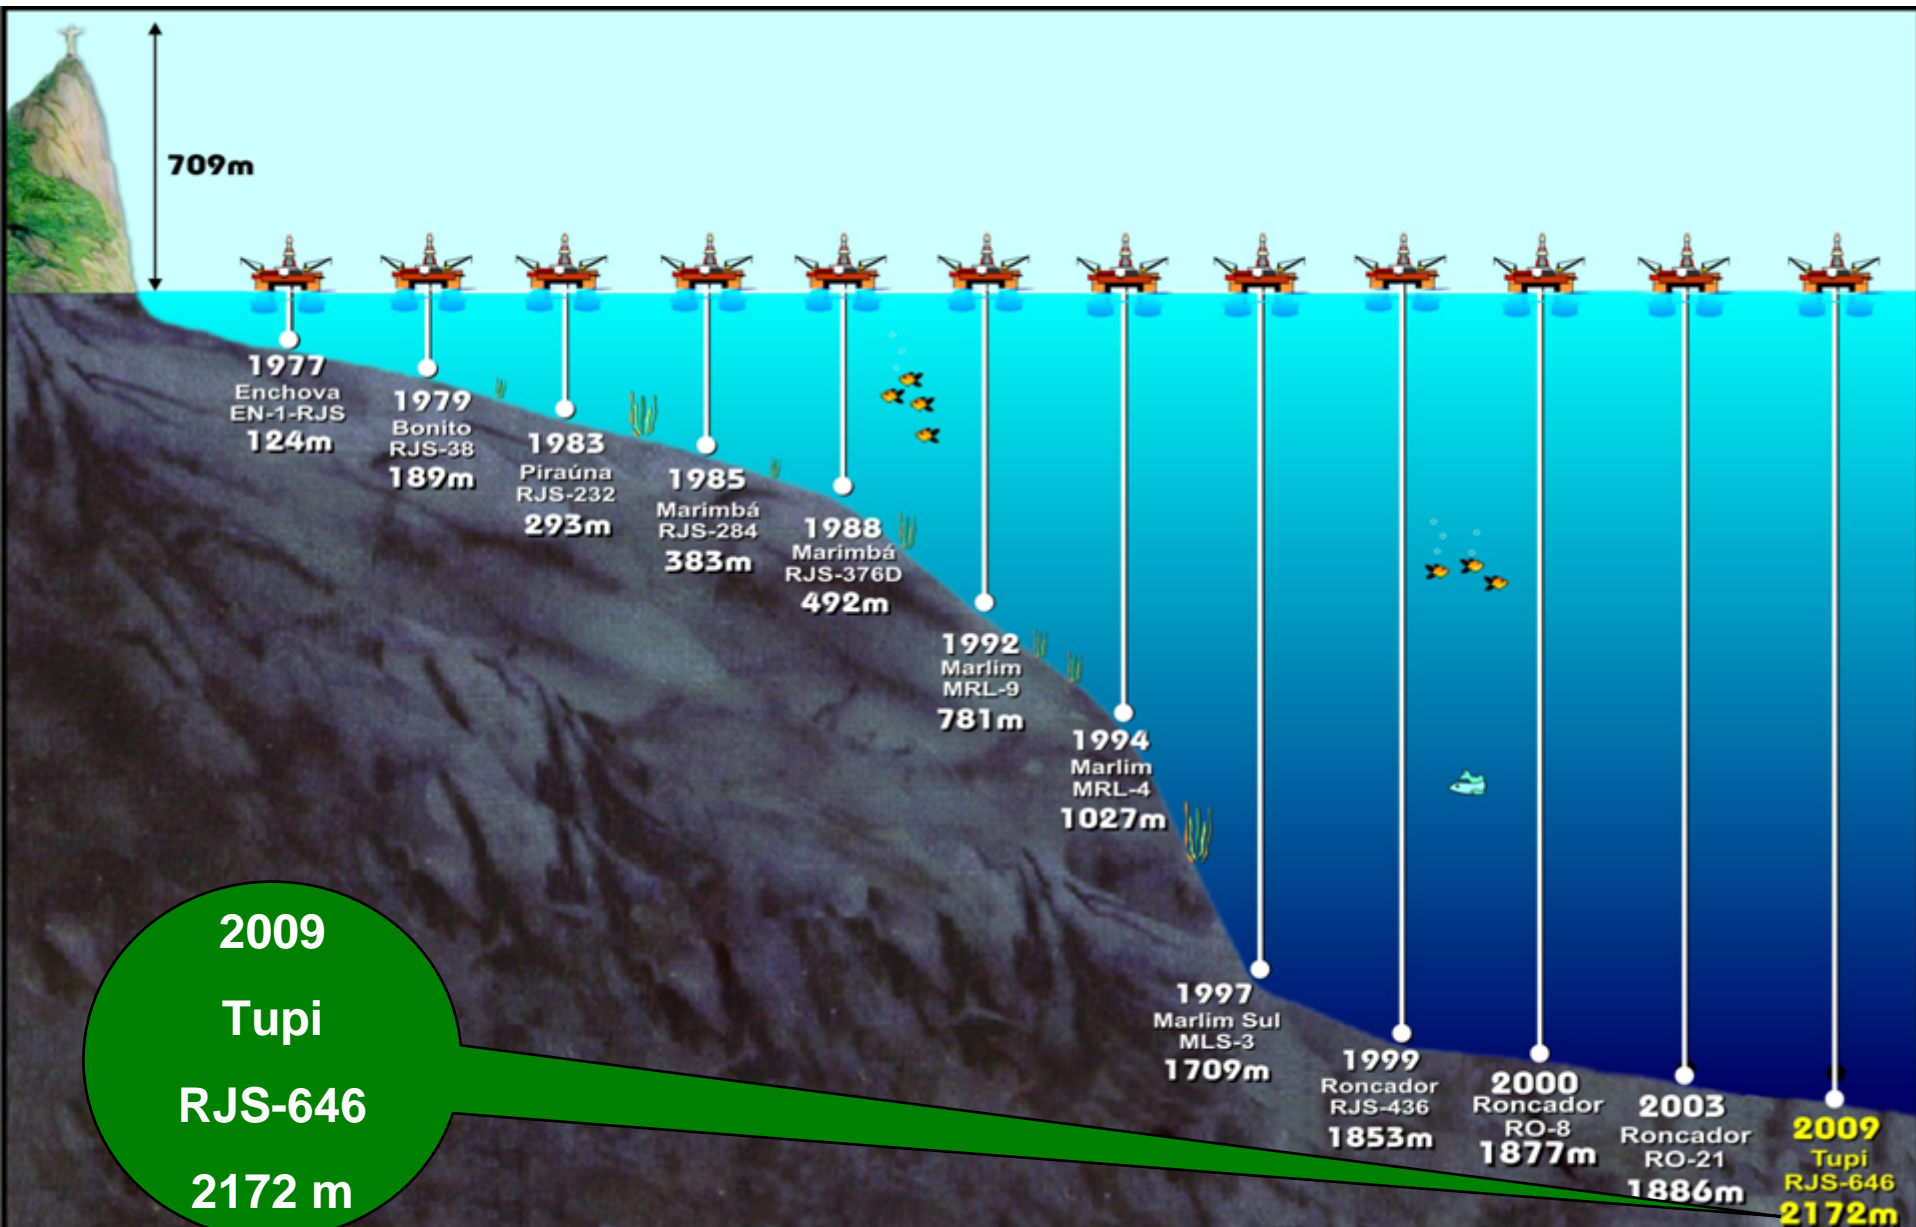 709m
1977
Enchova
EN-1-RJS
124m
1979
Bonito
RJS-38
189m
1983
Piraúna
RJS-232
293m
1985
Marimbá
RJS-284
383m
1988
Marimbá
RJS-376D
492m
1992
Marlim
MRL-9
781m
1994
Marlim
MRL-4
1027m
1997
Marlim Sul
MLS-3
1709m
1999
Roncador
RJS-436
1853m
2000
Roncador
RO-8
1877m
2003
Roncador
RO-21
1886m
2009
Tupi
RJS-646
2172m
2009
Tupi
RJS-646
2172 m